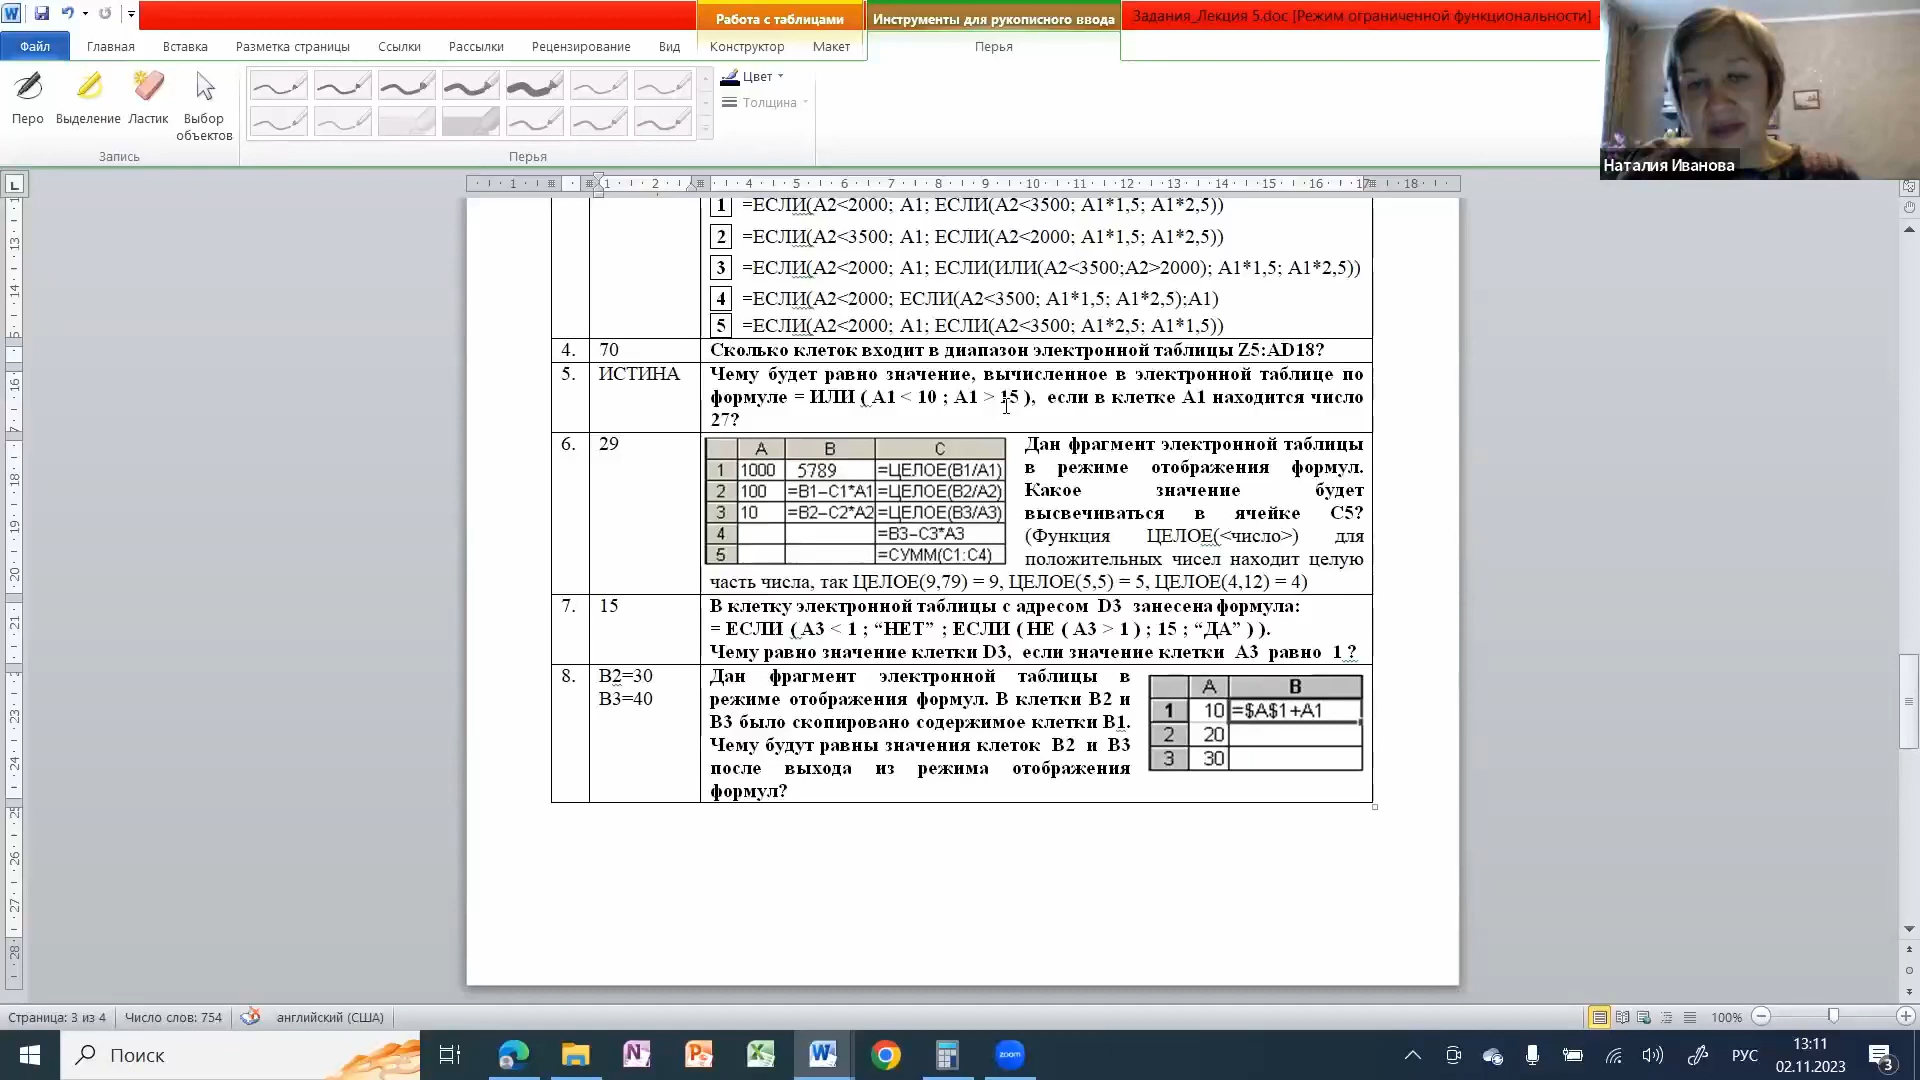 Работа с таблицами
Инструменты для рукописного ввода
Задания_Лекция 5.doc [Режим ограниченной функциональности] -
Файл
Главная
Вставка
Разметка страницы
Ссылки
Рассылки
Рецензирование
Вид
Конструктор
Макет
Перья
Перо
Выделение
Ластик
Выбор
объектов
Цвет
Толщина
Запись
Перья
Наталия Иванова
1 =ЕСЛИ(A2<2000; A1; ЕСЛИ(A2<3500; A1*1,5; A1*2,5))
2 =ЕСЛИ(A2<3500; A1; ЕСЛИ(A2<2000; A1*1,5; A1*2,5))
3 =ЕСЛИ(A2<2000; A1; ЕСЛИ(ИЛИ(A2<3500;A2>2000); A1*1,5; A1*2,5))
4 =ЕСЛИ(A2<2000; ЕСЛИ(A2<3500; A1*1,5; A1*2,5);A1)
5 =ЕСЛИ(A2<2000; A1; ЕСЛИ(A2<3500; A1*2,5; A1*1,5))
4. 70 Сколько клеток входит в диапазон электронной таблицы Z5:AD18?
5. ИСТИНА Чему будет равно значение, вычисленное в электронной таблице по
формуле = ИЛИ ( A1 < 10 ; A1 > 15 ), если в клетке A1 находится число
27?
6. 29
A B C
1 1000 5789 =ЦЕЛОЕ(B1/A1)
2 100 =B1–C1*A1 =ЦЕЛОЕ(B2/A2)
3 10 =B2–C2*A2 =ЦЕЛОЕ(B3/A3)
4 =B3–C3*A3
5 =СУММ(C1:C4)
Дан фрагмент электронной таблицы
в режиме отображения формул.
Какое значение будет
высвечиваться в ячейке C5?
(Функция ЦЕЛОЕ(<число>) для
положительных чисел находит целую
часть числа, так ЦЕЛОЕ(9,79) = 9, ЦЕЛОЕ(5,5) = 5, ЦЕЛОЕ(4,12) = 4)
7. 15 В клетку электронной таблицы с адресом D3 занесена формула:
= ЕСЛИ ( A3 < 1 ; “НЕТ” ; ЕСЛИ ( НЕ ( A3 > 1 ) ; 15 ; “ДА” ) ).
Чему равно значение клетки D3, если значение клетки A3 равно 1 ?
8. B2=30
B3=40
Дан фрагмент электронной таблицы в
режиме отображения формул. В клетки B2 и
B3 было скопировано содержимое клетки B1.
Чему будут равны значения клеток B2 и B3
после выхода из режима отображения
формул?
A B
1 10 =$A$1+A1
2 20
3 30
Страница: 3 из 4
Число слов: 754
английский (США)
100%
Поиск
zoom
РУС
13:11
02.11.2023
3